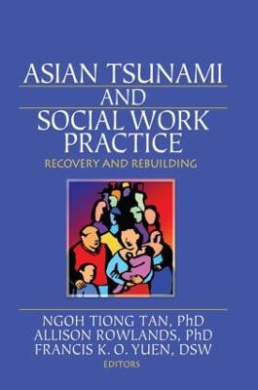 ASIAN TSUNAMI
AND
SOCIAL WORK
PRACTICE
RECOVERY AND REBUILDING
NGOH TIONG TAN, PhD
ALLISON ROWLANDS, PhD
FRANCIS K. O. YUEN, DSW
EDITORS